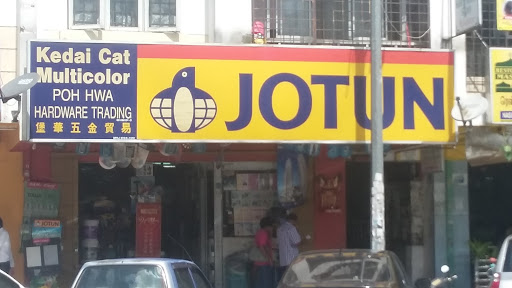 Kedai Cat
Multicolor
POH HWA
HARDWARE TRADING
堡華五金貿易
JOTUN